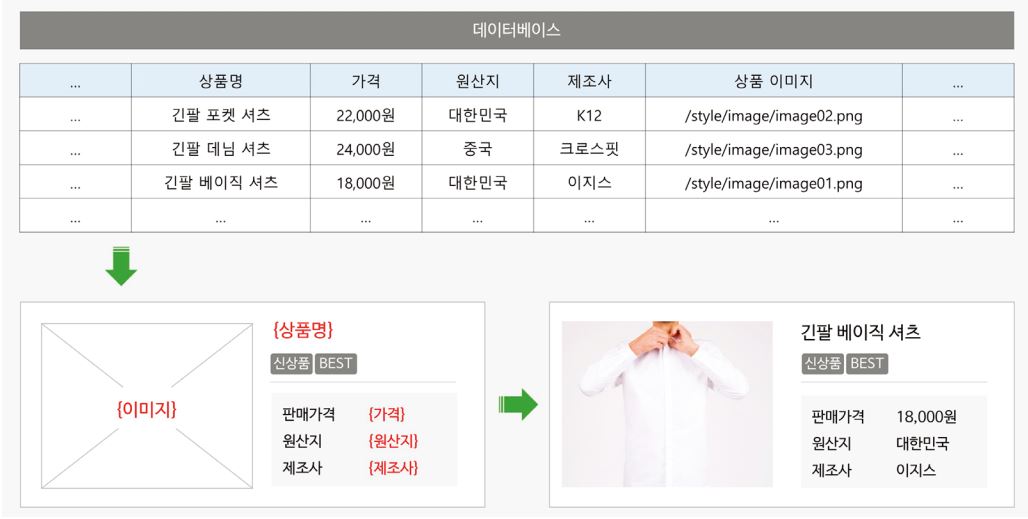 데이터베이스
... 상품명 가격 원산지 제조사 상품 이미지 ...
... 긴팔 포켓 셔츠 22,000원 대한민국 K12 /style/image/image02.png ...
... 긴팔 데님 셔츠 24,000원 중국 크로스핏 /style/image/image03.png ...
... 긴팔 베이직 셔츠 18,000원 대한민국 이지스 /style/image/image01.png ...
... ... ... ... ... ... ...
{이미지}
{상품명}
신상품 BEST
판매가격 {가격}
원산지 {원산지}
제조사 {제조사}
긴팔 베이직 셔츠
신상품 BEST
판매가격 18,000원
원산지 대한민국
제조사 이지스